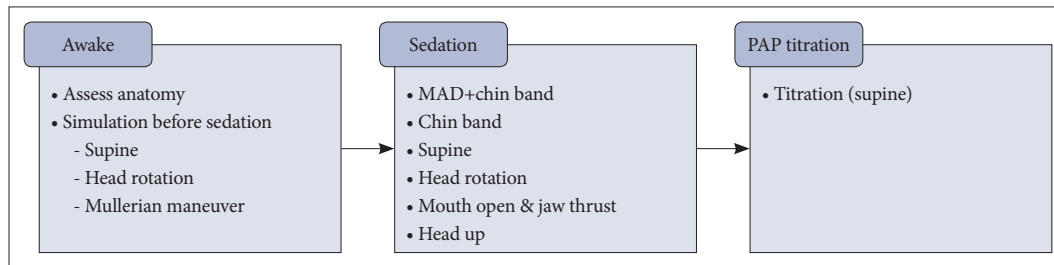 Awake
• Assess anatomy
• Simulation before sedation
- Supine
- Head rotation
- Mullerian maneuver
Sedation
• MAD+chin band
• Chin band
• Supine
• Head rotation
• Mouth open & jaw thrust
• Head up
PAP titration
• Titration (supine)